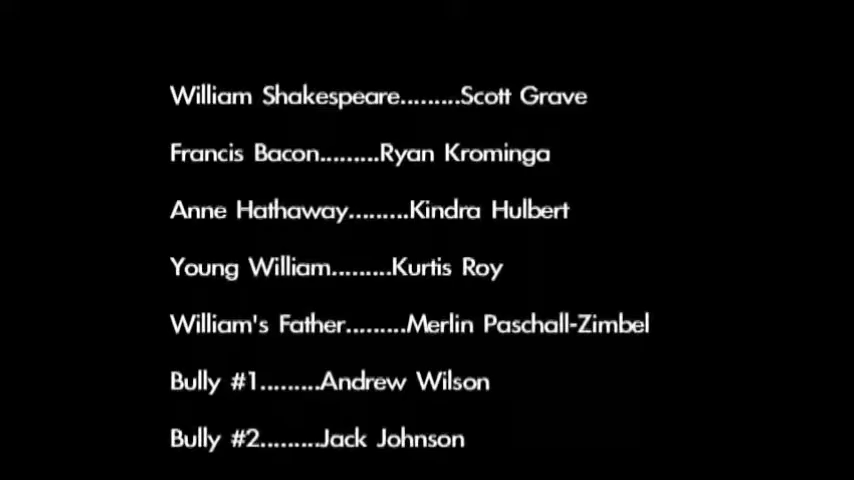 William Shakespeare.........Scott Grave
Francis Bacon.........Ryan Krominga
Anne Hathaway.........Kindra Hulbert
Young William.........Kurtis Roy
William's Father.........Merlin Paschall-Zimbel
Bully #1.........Andrew Wilson
Bully #2.........Jack Johnson